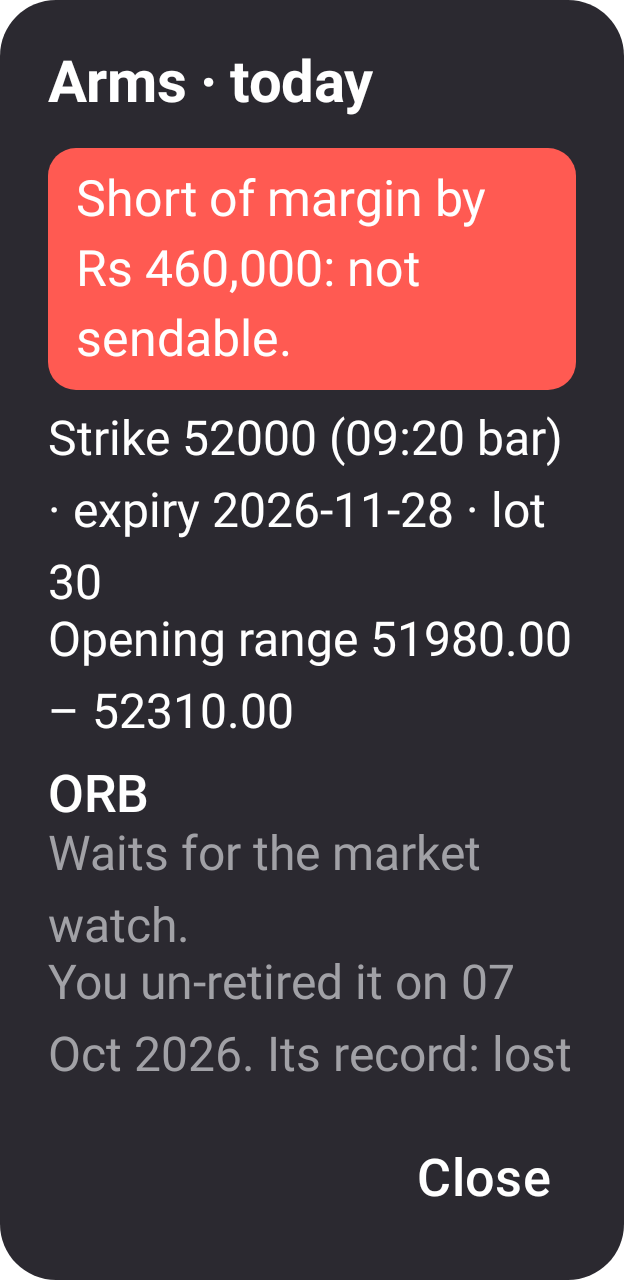 Arms · today
Short of margin by
Rs 460,000: not
sendable.
Strike 52000 (09:20 bar)
· expiry 2026-11-28 · lot
30
Opening range 51980.00
– 52310.00
ORB
Waits for the market
watch.
You un-retired it on 07
Oct 2026. Its record: lost
Close